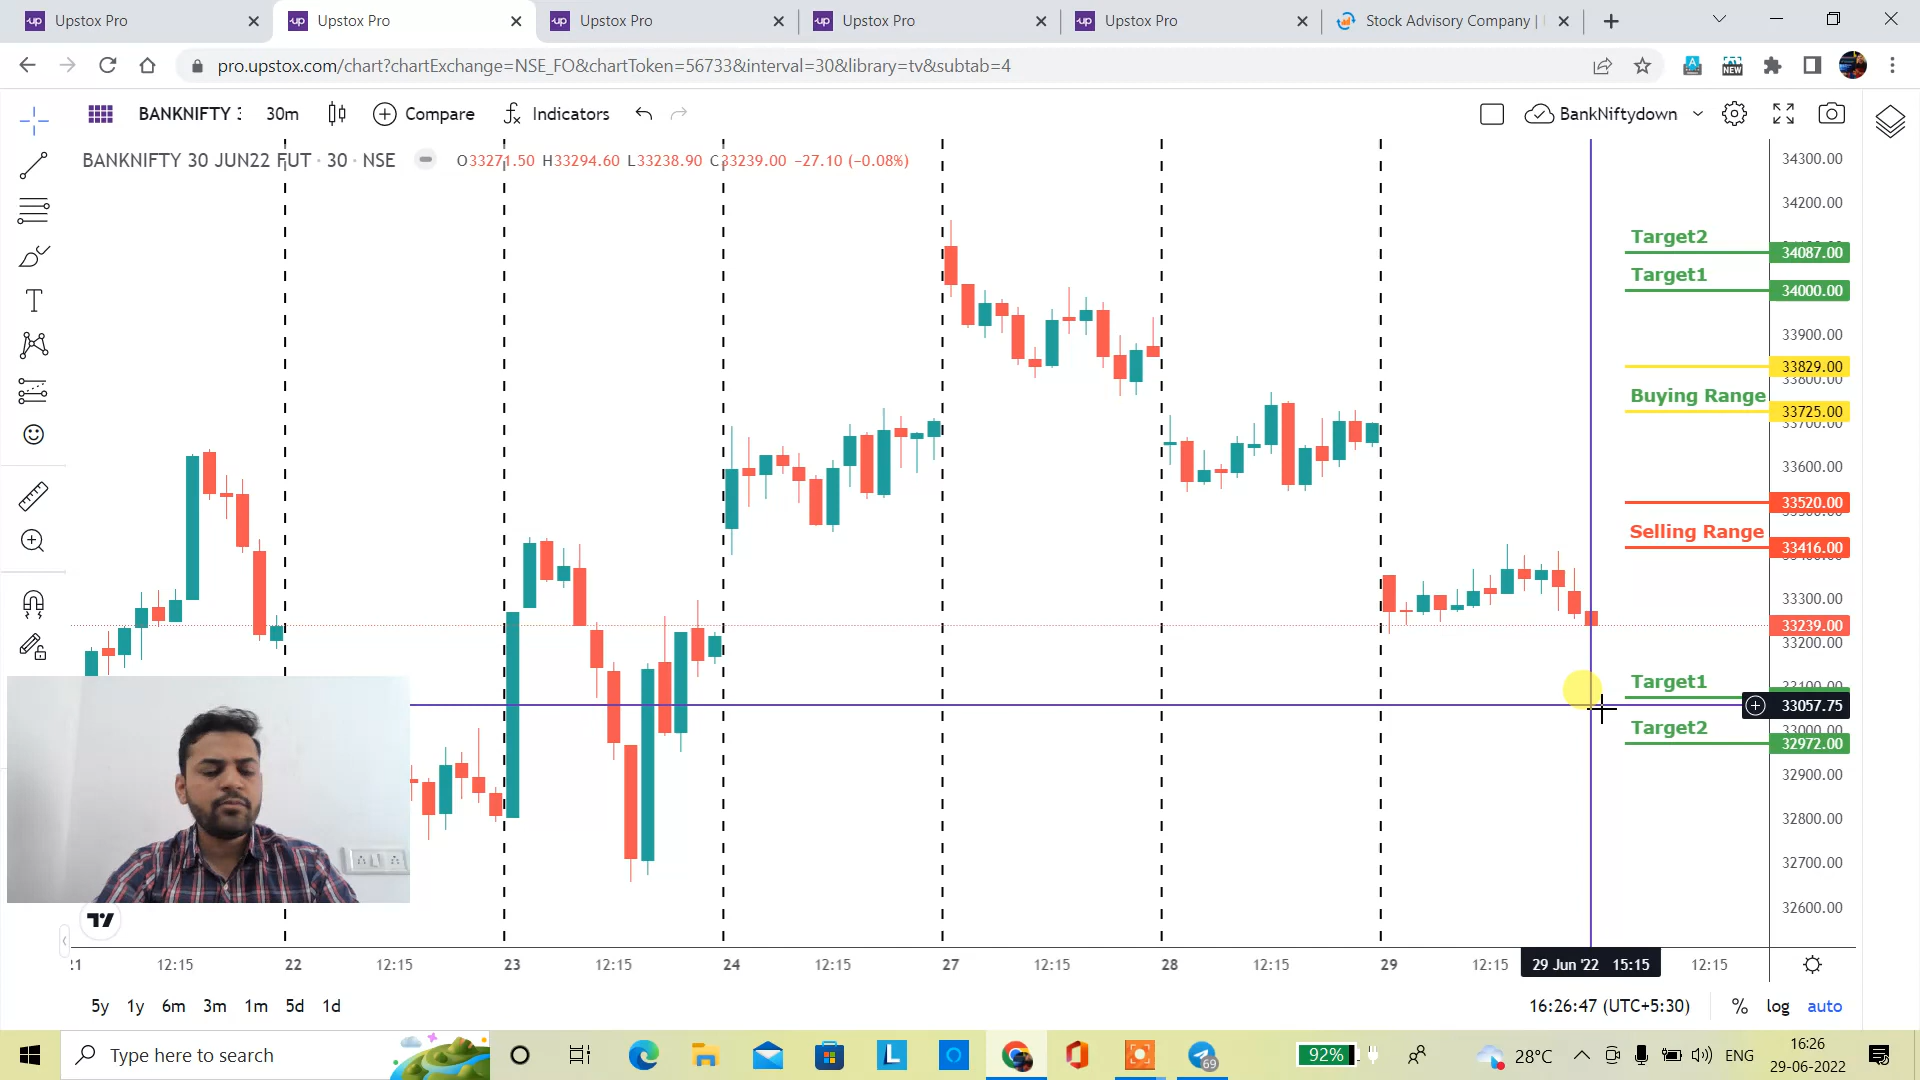 Upstox Pro
Upstox Pro
Upstox Pro
Upstox Pro
Upstox Pro
Stock Advisory Company |
pro.upstox.com/chart?chartExchange=NSE_FO&chartToken=56733&interval=30&library=tv&subtab=4
NEW
BANKNIFTY 30m Compare Indicators BankNiftydown
BANKNIFTY 30 JUN22 FUT · 30 · NSE O33271.50 H33294.60 L33238.90 C33239.00 −27.10 (−0.08%)
34300.00
34200.00
Target2 34087.00
Target1 34000.00
33900.00
33829.00
33800.00
Buying Range
33725.00
33700.00
33600.00
33520.00
Selling Range
33416.00
33300.00
33239.00
33200.00
Target1
33057.75
Target2
32972.00
32900.00
32800.00
32700.00
32600.00
21 12:15 22 12:15 23 12:15 24 12:15 27 12:15 28 12:15 29 12:15 29 Jun '22 15:15 12:15
5y 1y 6m 3m 1m 5d 1d 16:26:47 (UTC+5:30) % log auto
Type here to search
L
69
92%
28°C
ENG
16:26
29-06-2022